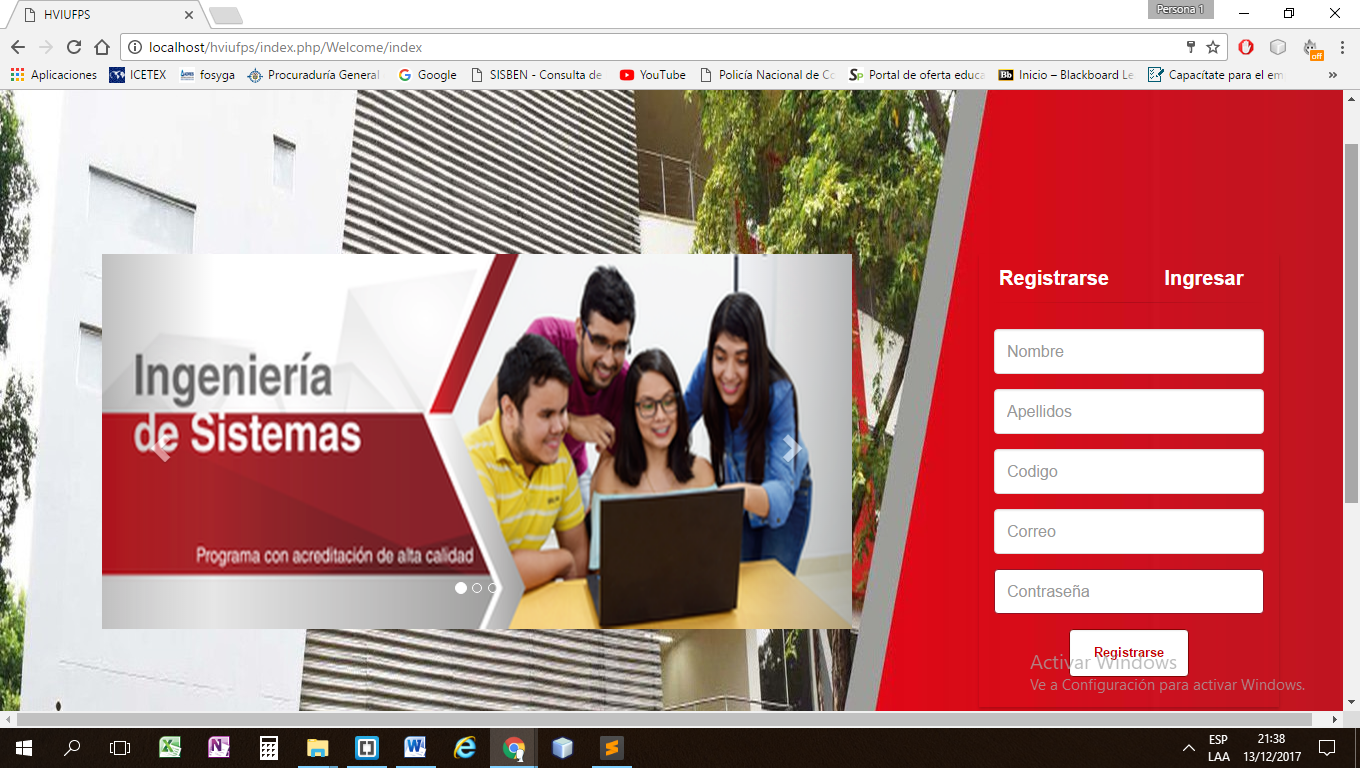 HVIUFPS
Persona 1
localhost/hviufps/index.php/Welcome/index
Aplicaciones
ICETEX
fosyga
Procuraduría General
Google
SISBEN - Consulta de
YouTube
Policía Nacional de Co
Portal de oferta educa
Bb
Inicio – Blackboard Le
Capacítate para el em
»
off
Ingeniería
de Sistemas
Programa con acreditación de alta calidad
Registrarse
Ingresar
Nombre
Apellidos
Codigo
Correo
Contraseña
Registrarse
Activar Windows
Ve a Configuración para activar Windows.
ESP
LAA
21:38
13/12/2017